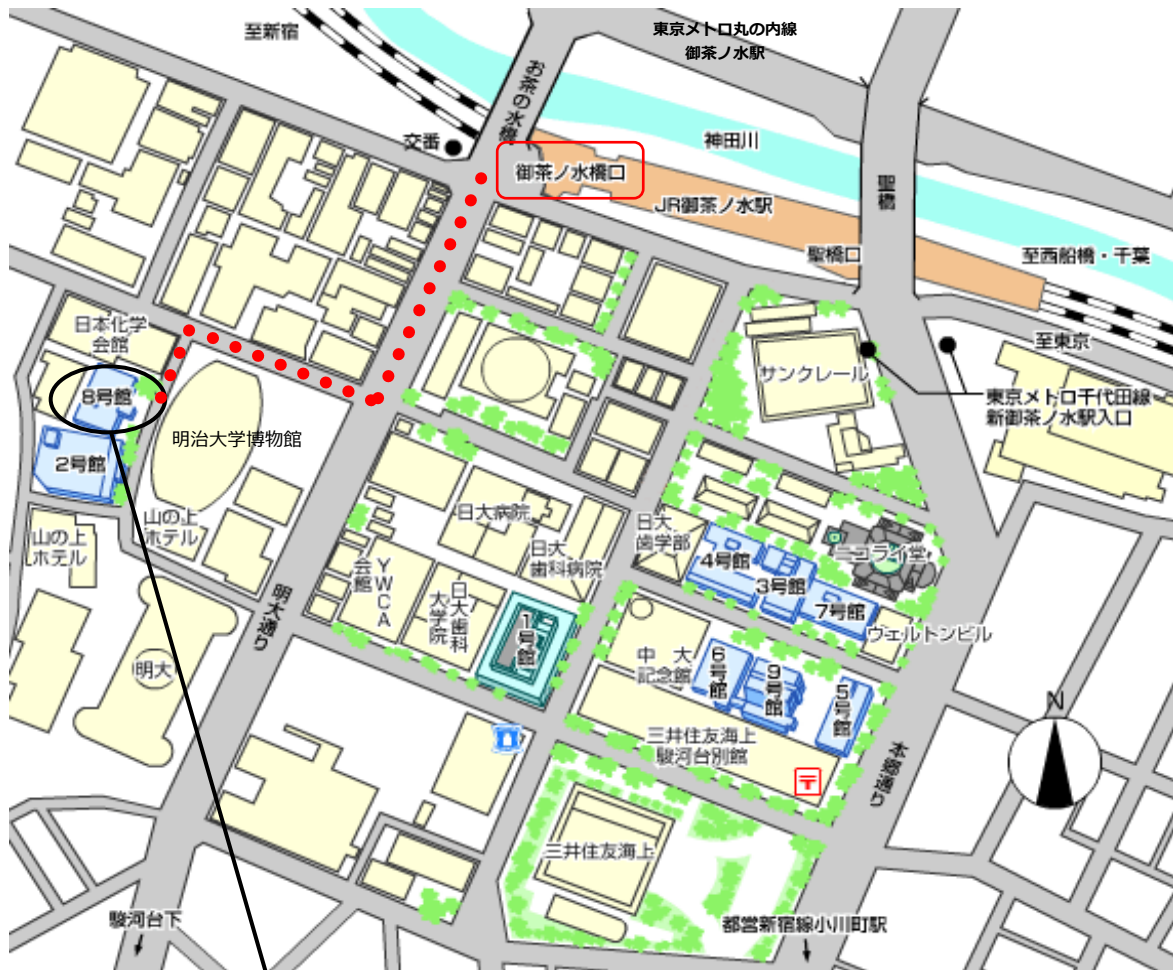 至新宿
東京メトロ丸の内線
御茶ノ水駅
お茶の水橋
交番
神田川
御茶ノ水橋口
JR御茶ノ水駅
聖橋
聖橋口
至西船橋・千葉
至東京
日本化学
会館
サンクレール
東京メトロ千代田線
新御茶ノ水駅入口
8号館
明治大学博物館
2号館
山の上
ホテル
山の上
ホテル
日大病院
日大
歯科病院
日大
歯学部
4号館
3号館
7号館
ニコライ堂
ヴェルトンビル
YWCA
会館
日大歯科
大学院
1号館
明大通り
明大
中大
記念館
6号館
9号館
5号館
N
三井住友海上
駿河台別館
〒
本郷通り
三井住友海上
駿河台下
都営新宿線小川町駅